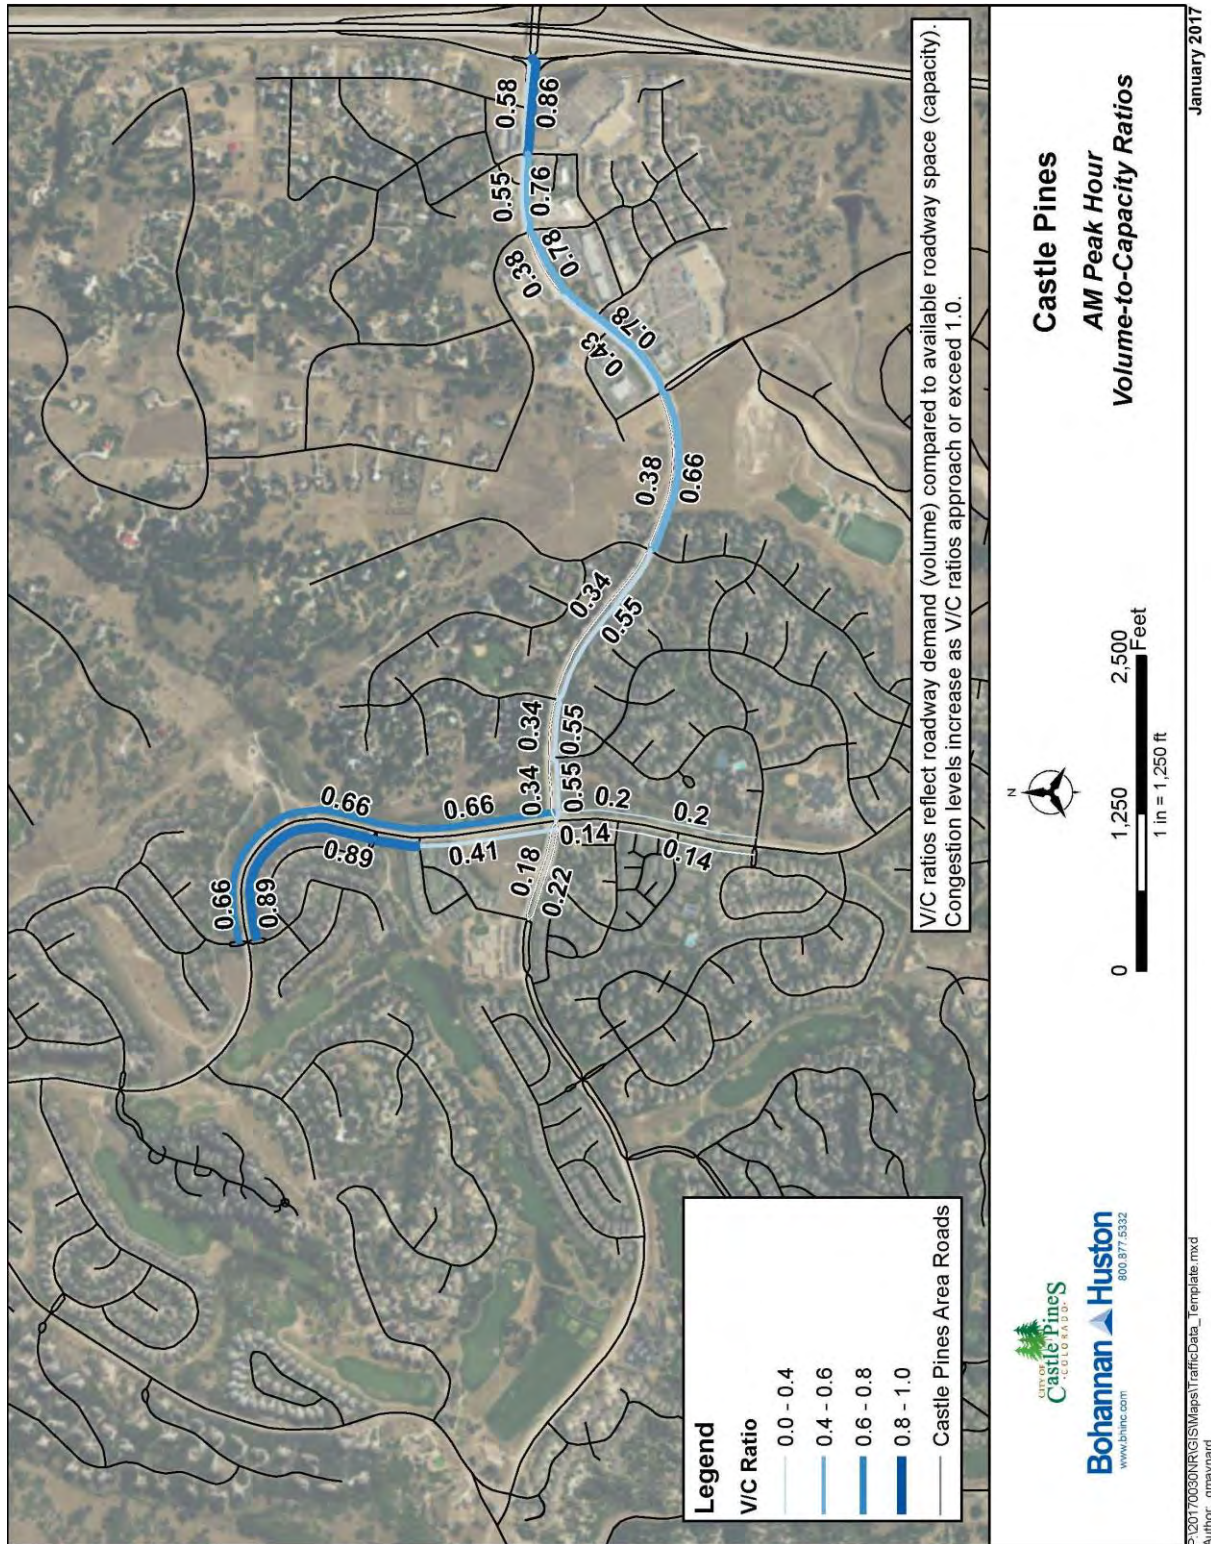 0.66
0.89
0.66
0.89
0.66
0.41
0.34
0.55
0.34
0.55
0.34
0.55
0.38
0.66
0.43
0.78
0.38
0.78
0.55
0.76
0.58
0.86
0.18
0.22
0.14
0.2
0.14
0.2
V/C ratios reflect roadway demand (volume) compared to available roadway space (capacity).
Congestion levels increase as V/C ratios approach or exceed 1.0.
Legend
V/C Ratio
0.0 - 0.4
0.4 - 0.6
0.6 - 0.8
0.8 - 1.0
Castle Pines Area Roads
CITY OF
Castle Pines
·COLORADO·
Bohannan Huston
www.bhinc.com
800.877.5332
N
0
1,250
2,500
Feet
1 in = 1,250 ft
Castle Pines
AM Peak Hour
Volume-to-Capacity Ratios
P:\20170030NR\GIS\Maps\TrafficData_Template.mxd
Author: gmaynard
January 2017